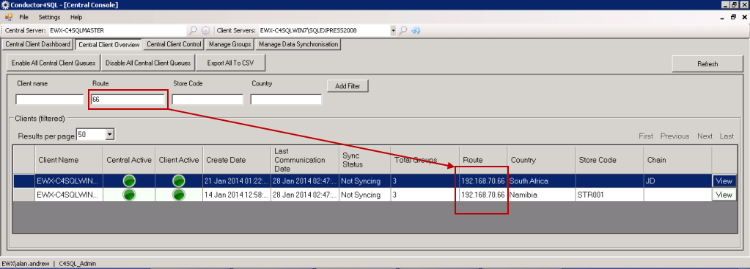 Conductor4SQL - [Central Console]
File Settings Help
Central Server: EWX-C4SQLMASTER Client Servers: EWX-C4SQLWIN7\SQLEXPRESS2008
Central Client Dashboard Central Client Overview Central Client Control Manage Groups Manage Data Synchronisation
Enable All Central Client Queues Disable All Central Client Queues Export All To CSV Refresh
Client name Route Store Code Country Add Filter
66
Clients (filtered)
Results per page 50 First Previous Next Last
Client Name Central Active Client Active Create Date Last Communication Date Sync Status Total Groups Route Country Store Code Chain
EWX-C4SQLWIN... 21 Jan 2014 01:22:... 28 Jan 2014 02:47:... Not Syncing 3 192.168.70.66 South Africa JD View
EWX-C4SQLWIN... 14 Jan 2014 12:58:... 28 Jan 2014 02:47:... Not Syncing 3 192.168.70.66 Namibia STR001 View
EWX\aian.andrew | C4SQL_Admin